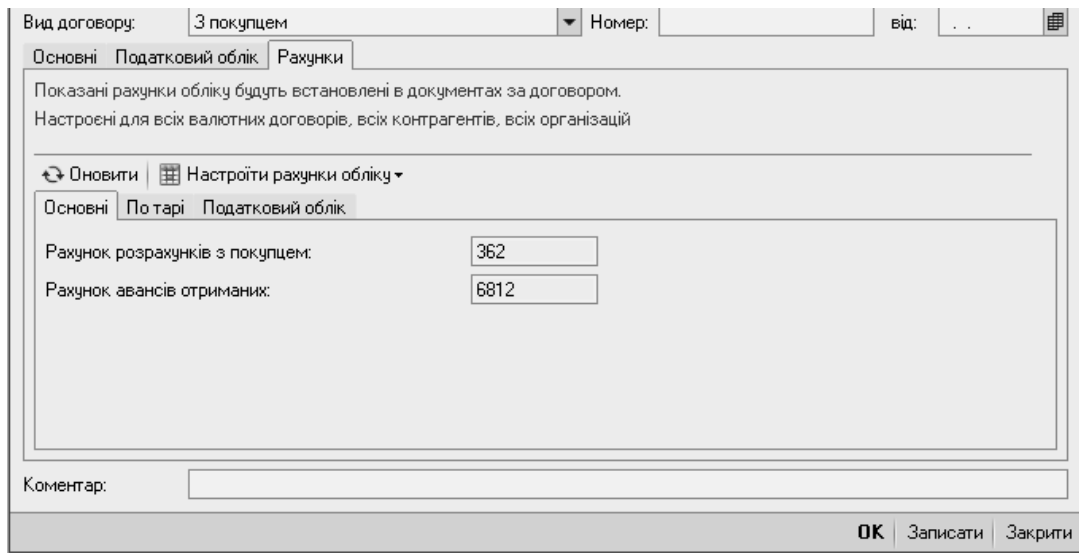 Вид договору: З покупцем Номер: від: . .
Основні Податковий облік Рахунки
Показані рахунки обліку будуть встановлені в документах за договором.
Настроєні для всіх валютних договорів, всіх контрагентів, всіх організацій
Оновити Настроїти рахунки обліку
Основні По тарі Податковий облік
Рахунок розрахунків з покупцем: 362
Рахунок авансів отриманих: 6812
Коментар:
OK Записати Закрити